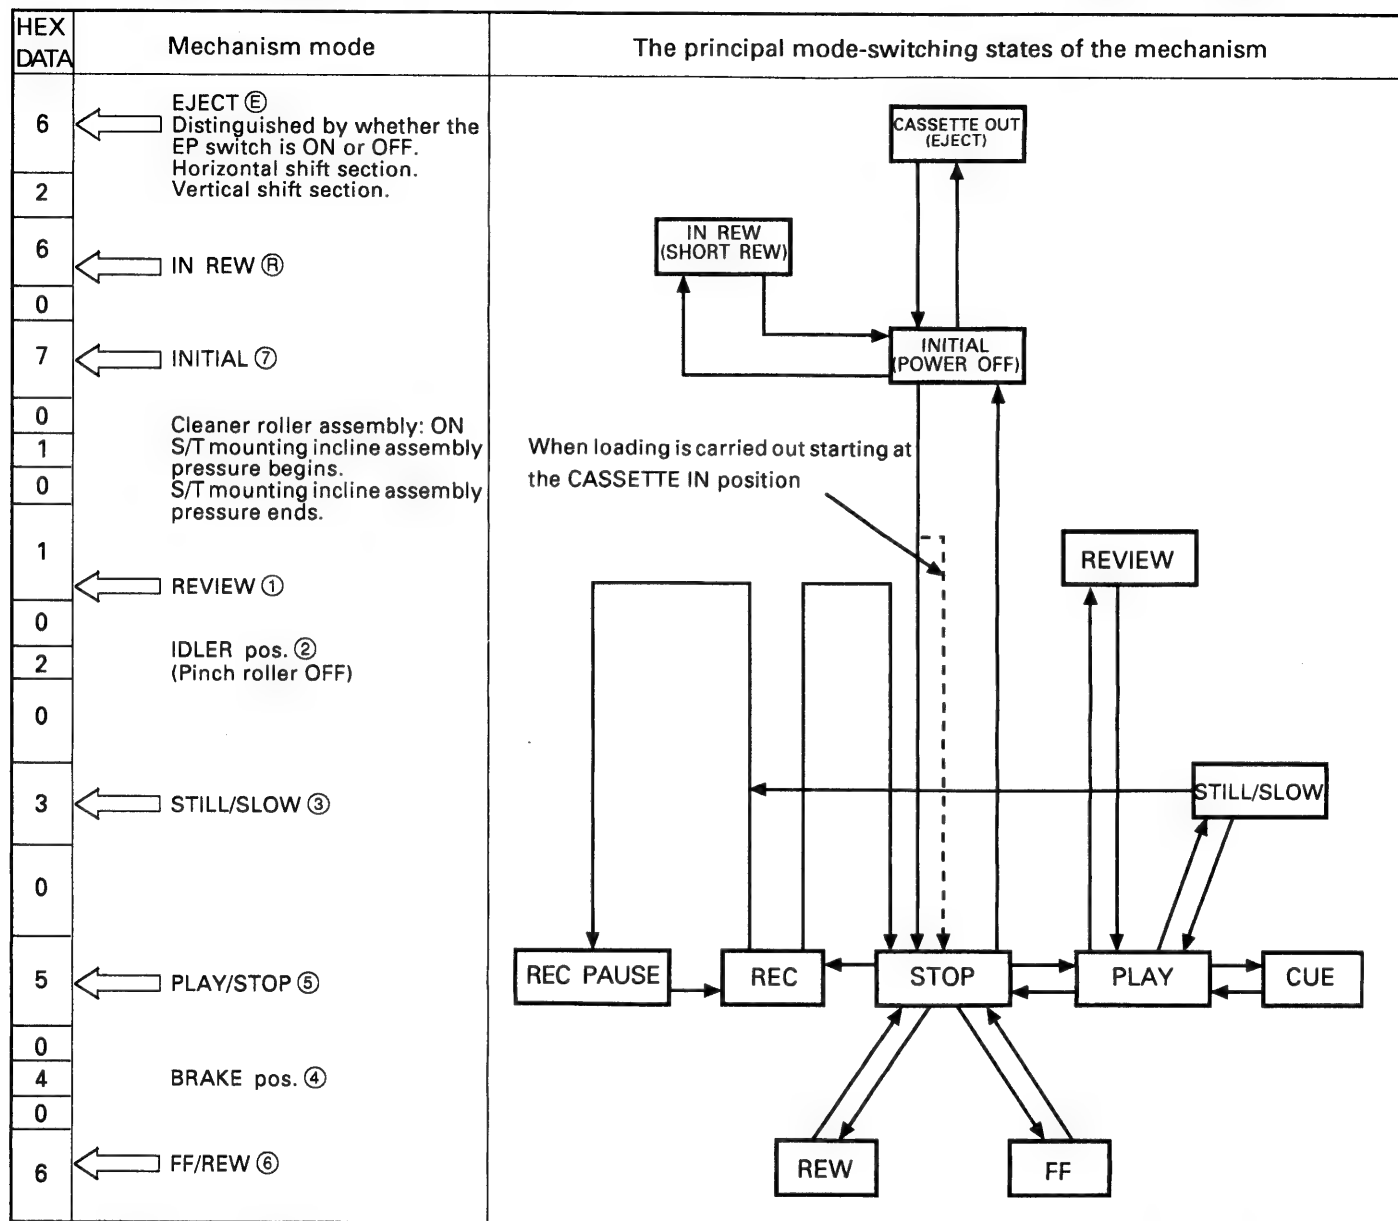 HEX
DATA
Mechanism mode
The principal mode-switching states of the mechanism
6
EJECT Ⓔ
Distinguished by whether the
EP switch is ON or OFF.
Horizontal shift section.
2
Vertical shift section.
6
IN REW Ⓡ
0
7
INITIAL ⑦
0
Cleaner roller assembly: ON
1
S/T mounting incline assembly
pressure begins.
0
S/T mounting incline assembly
pressure ends.
1
REVIEW ①
0
IDLER pos. ②
2
(Pinch roller OFF)
0
3
STILL/SLOW ③
0
5
PLAY/STOP ⑤
0
4
BRAKE pos. ④
0
6
FF/REW ⑥
CASSETTE OUT
(EJECT)
IN REW
(SHORT REW)
INITIAL
(POWER OFF)
When loading is carried out starting at
the CASSETTE IN position
REVIEW
STILL/SLOW
REC PAUSE
REC
STOP
PLAY
CUE
REW
FF